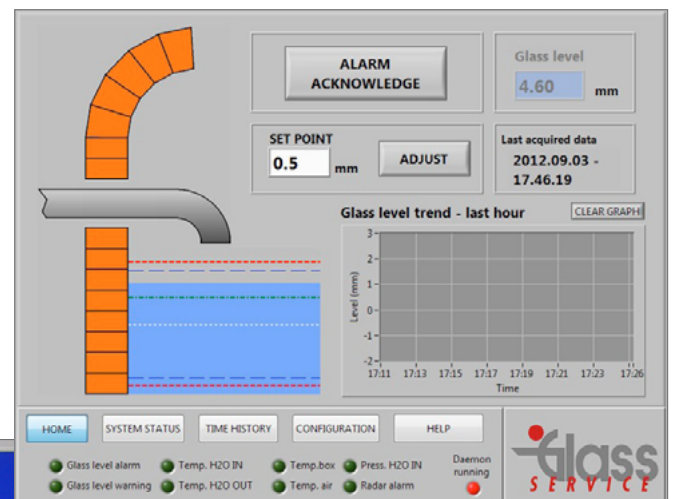 ALARM
ACKNOWLEDGE
Glass level
4.60 mm
SET POINT
0.5 mm
ADJUST
Last acquired data
2012.09.03 -
17.46.19
Glass level trend - last hour
CLEAR GRAPH
Level (mm)
3-
2-
1-
0-
-1-
-2-
17:11 17:13 17:15 17:17 17:19 17:21 17:23 17:26
Time
HOME
SYSTEM STATUS
TIME HISTORY
CONFIGURATION
HELP
Glass level alarm
Temp. H2O IN
Temp.box
Press. H2O IN
Daemon
running
Glass level warning
Temp. H2O OUT
Temp. air
Radar alarm
Glass
SERVICE